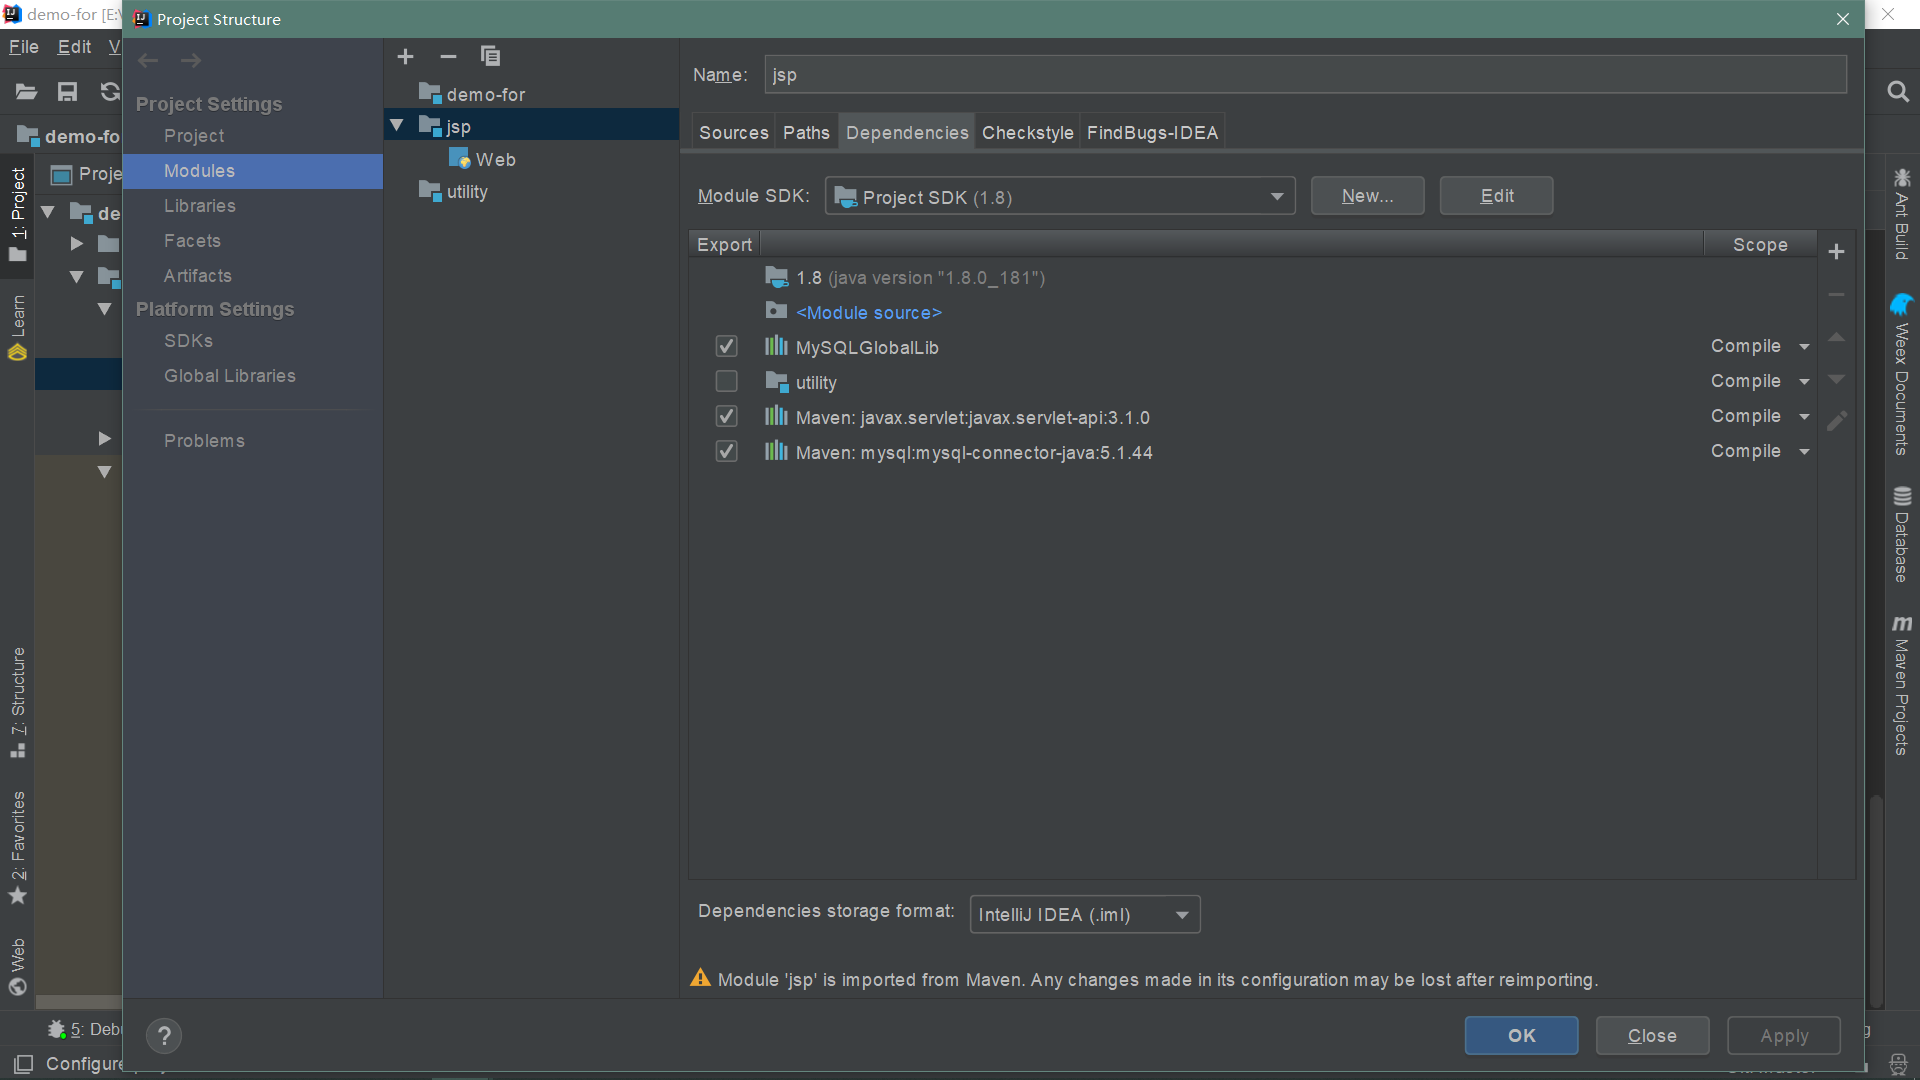 demo-for [E:\
Project Structure
File Edit V
Project Settings
Project
Modules
Libraries
Facets
Artifacts
Platform Settings
SDKs
Global Libraries
Problems
demo-for
jsp
Web
utility
Name: jsp
Sources Paths Dependencies Checkstyle FindBugs-IDEA
Module SDK: Project SDK (1.8) New... Edit
Export Scope
1.8 (java version "1.8.0_181")
<Module source>
MySQLGlobalLib Compile
utility Compile
Maven: javax.servlet:javax.servlet-api:3.1.0 Compile
Maven: mysql:mysql-connector-java:5.1.44 Compile
Dependencies storage format: IntelliJ IDEA (.iml)
Module 'jsp' is imported from Maven. Any changes made in its configuration may be lost after reimporting.
? OK Close Apply
demo-fo
Proje
de
1: Project
Learn
7: Structure
2: Favorites
Web
5: Debu
Configure
Ant Build
Weex Documents
Database
Maven Projects